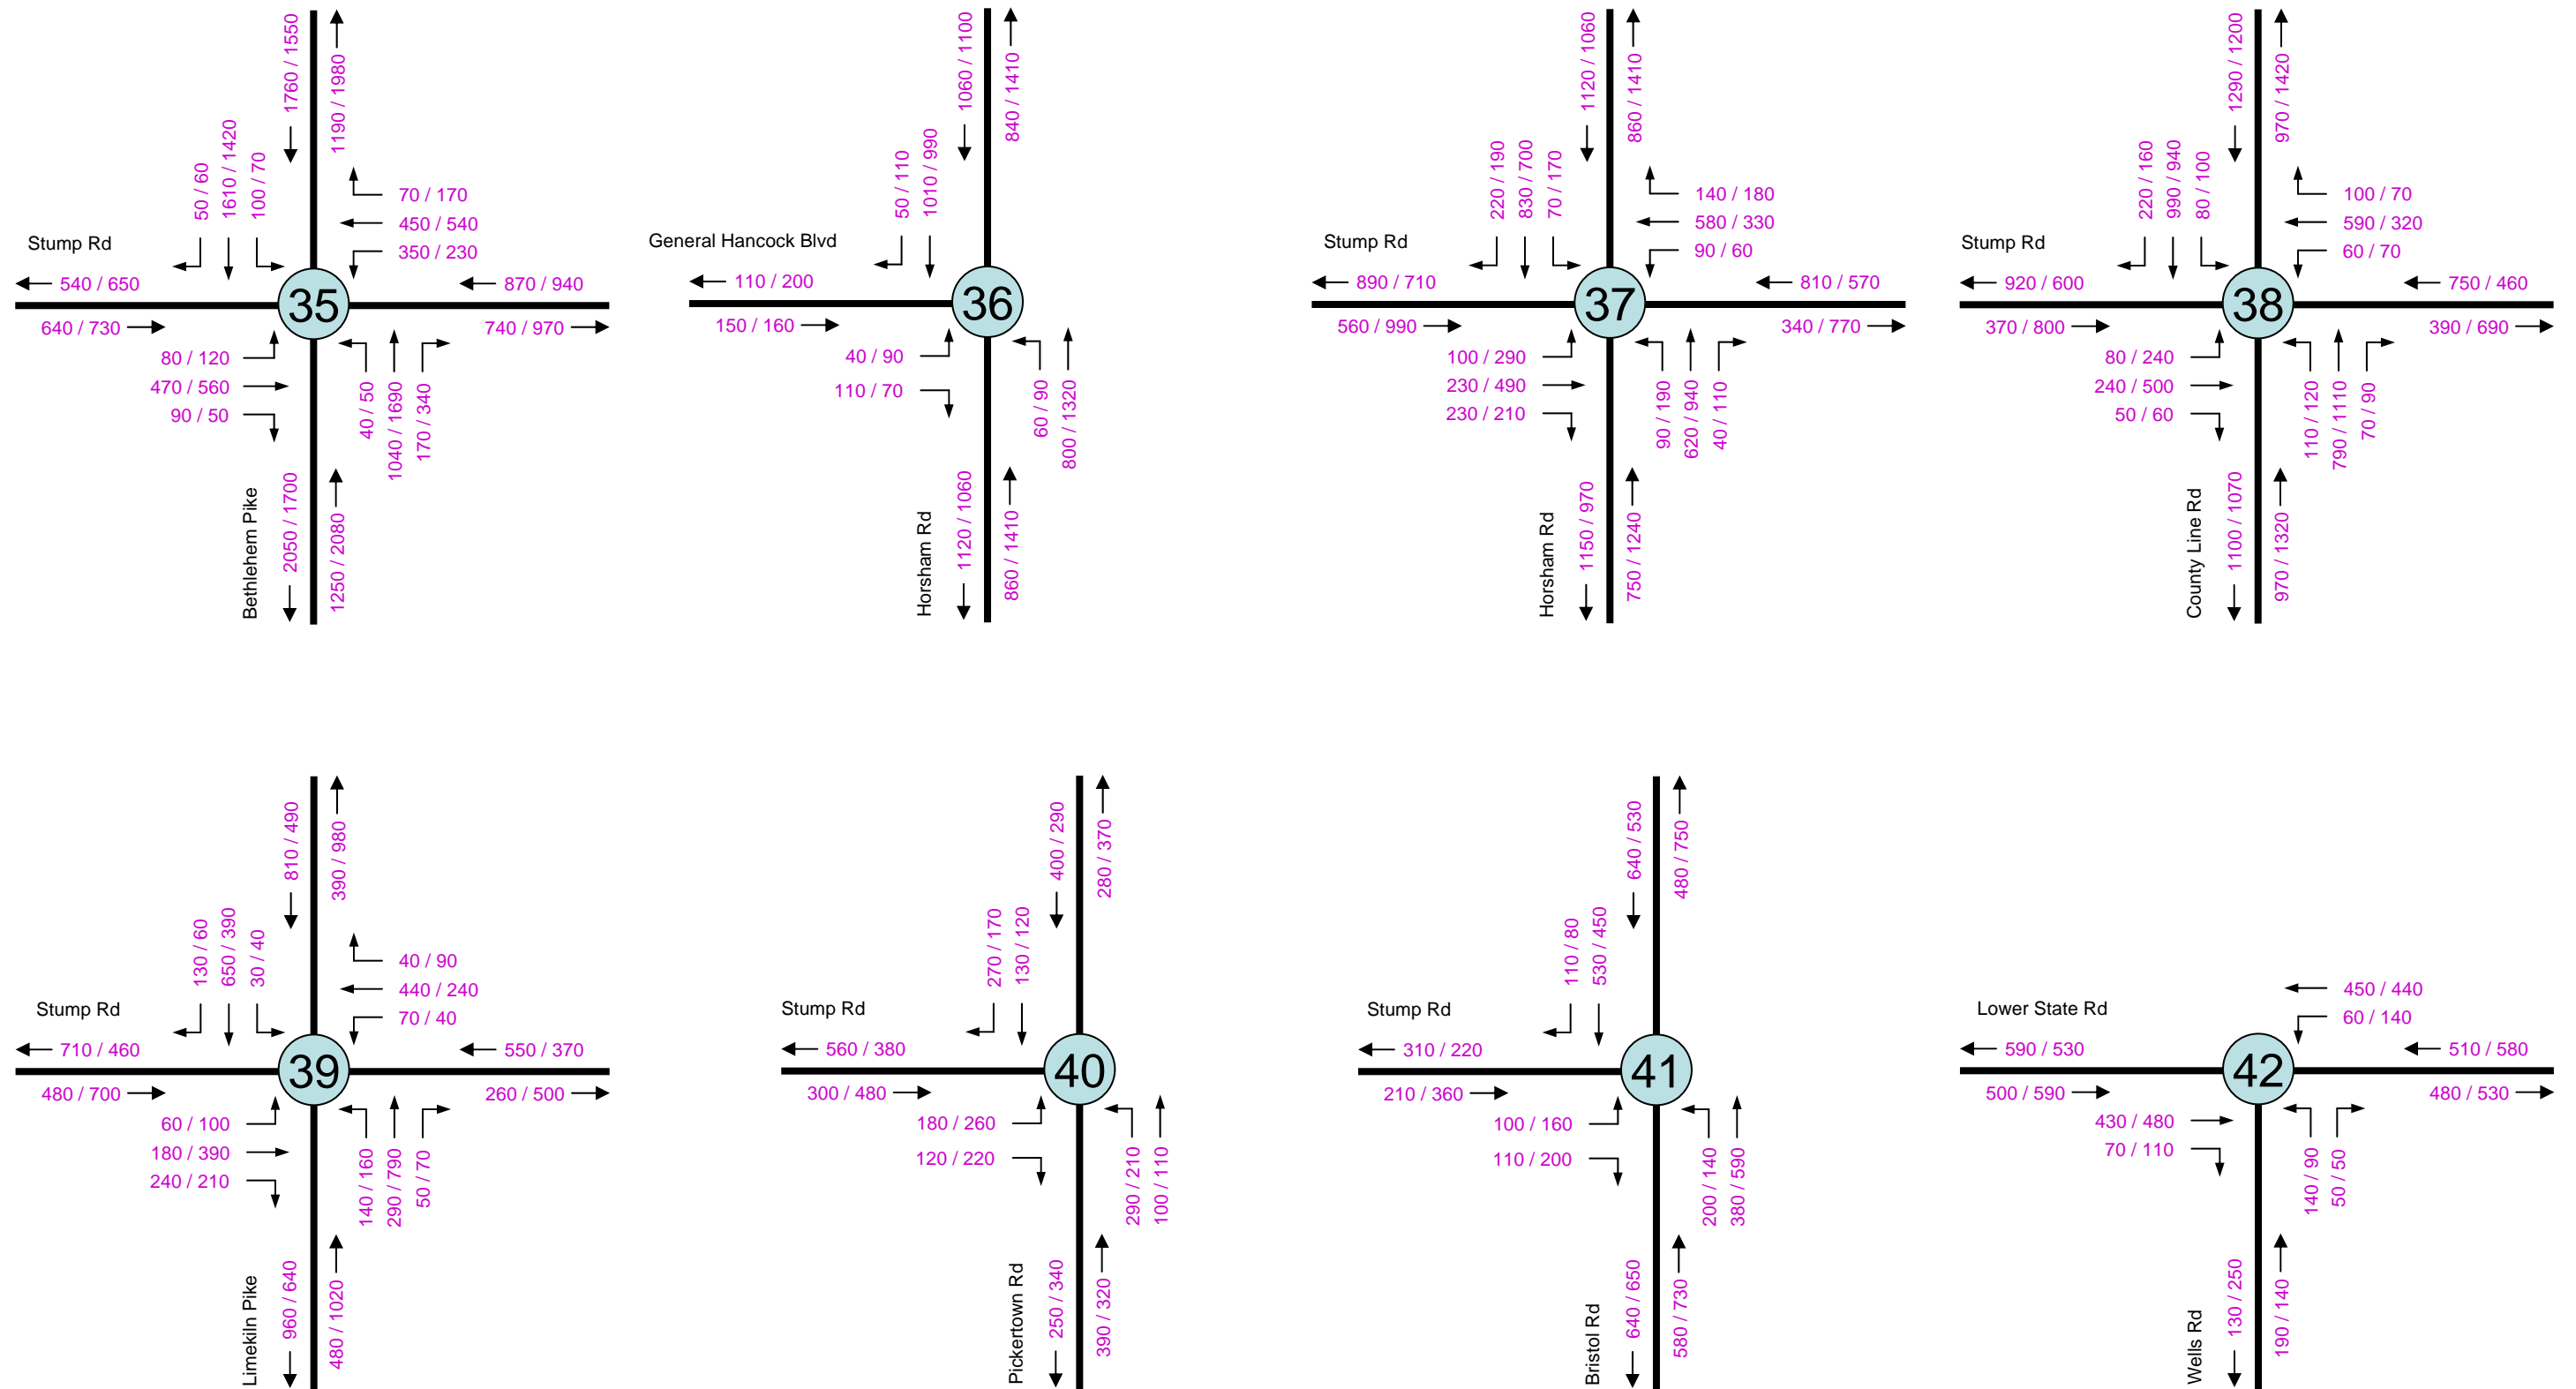 1760 / 1550
1190 / 1980
50 / 60
1610 / 1420
100 / 70
70 / 170
450 / 540
350 / 230
Stump Rd
540 / 650
870 / 940
35
640 / 730
740 / 970
80 / 120
470 / 560
90 / 50
40 / 50
1040 / 1690
170 / 340
Bethlehem Pike
2050 / 1700
1250 / 2080
1060 / 1100
840 / 1410
50 / 110
1010 / 990
General Hancock Blvd
110 / 200
36
150 / 160
40 / 90
110 / 70
60 / 90
800 / 1320
Horsham Rd
1120 / 1060
860 / 1410
1120 / 1060
860 / 1410
220 / 190
830 / 700
70 / 170
140 / 180
580 / 330
90 / 60
Stump Rd
890 / 710
810 / 570
37
560 / 990
340 / 770
100 / 290
230 / 490
230 / 210
90 / 190
620 / 940
40 / 110
Horsham Rd
1150 / 970
750 / 1240
1290 / 1200
970 / 1420
220 / 160
990 / 940
80 / 100
100 / 70
590 / 320
60 / 70
Stump Rd
920 / 600
750 / 460
38
370 / 800
390 / 690
80 / 240
240 / 500
50 / 60
110 / 120
790 / 1110
70 / 90
County Line Rd
1100 / 1070
970 / 1320
810 / 490
390 / 980
130 / 60
650 / 390
30 / 40
40 / 90
440 / 240
70 / 40
Stump Rd
710 / 460
550 / 370
39
480 / 700
260 / 500
60 / 100
180 / 390
240 / 210
140 / 160
290 / 790
50 / 70
Limekiln Pike
960 / 640
480 / 1020
400 / 290
280 / 370
270 / 170
130 / 120
Stump Rd
560 / 380
40
300 / 480
180 / 260
120 / 220
290 / 210
100 / 110
Pickertown Rd
250 / 340
390 / 320
640 / 530
480 / 750
110 / 80
530 / 450
Stump Rd
310 / 220
41
210 / 360
100 / 160
110 / 200
200 / 140
380 / 590
Bristol Rd
640 / 650
580 / 730
450 / 440
60 / 140
Lower State Rd
590 / 530
510 / 580
42
500 / 590
480 / 530
430 / 480
70 / 110
140 / 90
50 / 50
Wells Rd
130 / 250
190 / 140